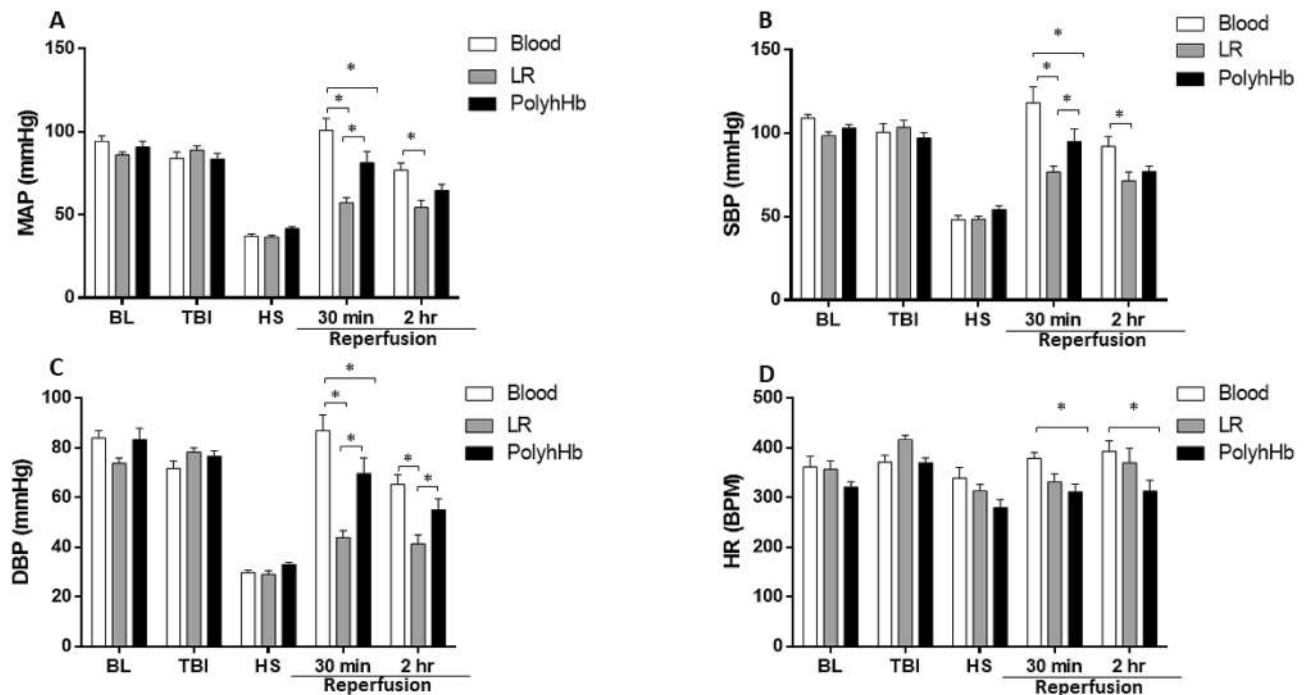 A
MAP (mmHg)
150
100
50
0
Blood
LR
PolyhHb
*
*
*
*
BL TBI HS 30 min 2 hr
Reperfusion
B
SBP (mmHg)
150
100
50
0
Blood
LR
PolyhHb
*
*
*
*
BL TBI HS 30 min 2 hr
Reperfusion
C
DBP (mmHg)
100
80
60
40
20
0
Blood
LR
PolyhHb
*
*
*
*
*
BL TBI HS 30 min 2 hr
Reperfusion
D
HR (BPM)
500
400
300
200
100
0
Blood
LR
PolyhHb
* *
BL TBI HS 30 min 2 hr
Reperfusion